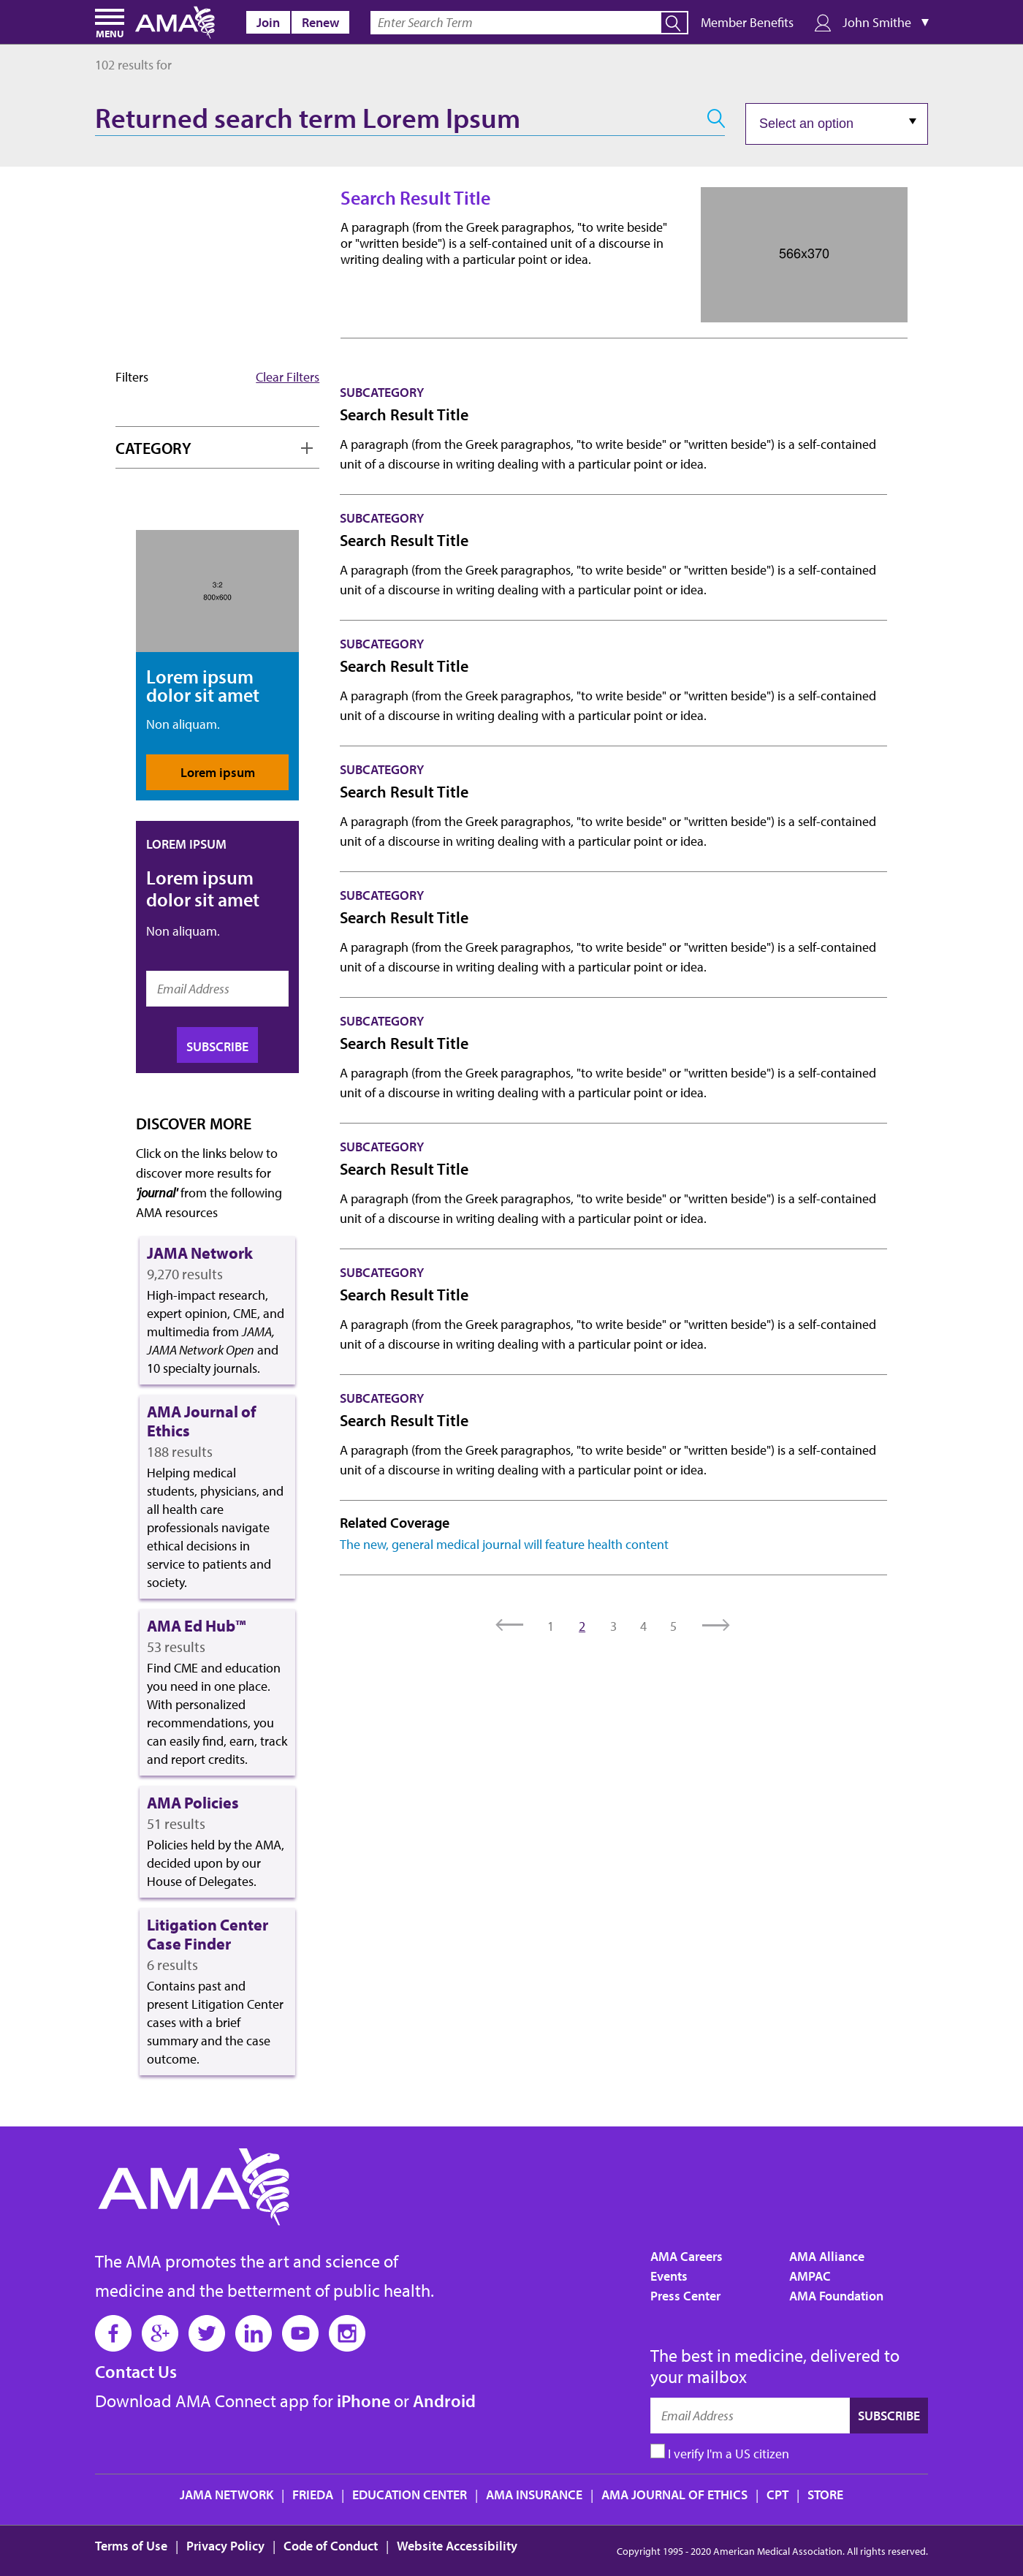 MENU
AMA
Join
Renew
Enter Search Term
Member Benefits
John Smithe
102 results for
Returned search term Lorem Ipsum
Select an option
Search Result Title
A paragraph (from the Greek paragraphos, "to write beside"
or "written beside") is a self-contained unit of a discourse in
writing dealing with a particular point or idea.
566x370
Filters
Clear Filters
CATEGORY
3:2
800x600
Lorem ipsum
dolor sit amet
Non aliquam.
Lorem ipsum
LOREM IPSUM
Lorem ipsum
dolor sit amet
Non aliquam.
Email Address
SUBSCRIBE
DISCOVER MORE
Click on the links below to
discover more results for
'journal' from the following
AMA resources
JAMA Network
9,270 results
High-impact research,
expert opinion, CME, and
multimedia from JAMA,
JAMA Network Open and
10 specialty journals.
AMA Journal of
Ethics
188 results
Helping medical
students, physicians, and
all health care
professionals navigate
ethical decisions in
service to patients and
society.
AMA Ed Hub™
53 results
Find CME and education
you need in one place.
With personalized
recommendations, you
can easily find, earn, track
and report credits.
AMA Policies
51 results
Policies held by the AMA,
decided upon by our
House of Delegates.
Litigation Center
Case Finder
6 results
Contains past and
present Litigation Center
cases with a brief
summary and the case
outcome.
SUBCATEGORY
Search Result Title
A paragraph (from the Greek paragraphos, "to write beside" or "written beside") is a self-contained
unit of a discourse in writing dealing with a particular point or idea.
SUBCATEGORY
Search Result Title
A paragraph (from the Greek paragraphos, "to write beside" or "written beside") is a self-contained
unit of a discourse in writing dealing with a particular point or idea.
SUBCATEGORY
Search Result Title
A paragraph (from the Greek paragraphos, "to write beside" or "written beside") is a self-contained
unit of a discourse in writing dealing with a particular point or idea.
SUBCATEGORY
Search Result Title
A paragraph (from the Greek paragraphos, "to write beside" or "written beside") is a self-contained
unit of a discourse in writing dealing with a particular point or idea.
SUBCATEGORY
Search Result Title
A paragraph (from the Greek paragraphos, "to write beside" or "written beside") is a self-contained
unit of a discourse in writing dealing with a particular point or idea.
SUBCATEGORY
Search Result Title
A paragraph (from the Greek paragraphos, "to write beside" or "written beside") is a self-contained
unit of a discourse in writing dealing with a particular point or idea.
SUBCATEGORY
Search Result Title
A paragraph (from the Greek paragraphos, "to write beside" or "written beside") is a self-contained
unit of a discourse in writing dealing with a particular point or idea.
SUBCATEGORY
Search Result Title
A paragraph (from the Greek paragraphos, "to write beside" or "written beside") is a self-contained
unit of a discourse in writing dealing with a particular point or idea.
SUBCATEGORY
Search Result Title
A paragraph (from the Greek paragraphos, "to write beside" or "written beside") is a self-contained
unit of a discourse in writing dealing with a particular point or idea.
Related Coverage
The new, general medical journal will feature health content
1 2 3 4 5
AMA
The AMA promotes the art and science of
medicine and the betterment of public health.
Contact Us
Download AMA Connect app for iPhone or Android
AMA Careers
Events
Press Center
AMA Alliance
AMPAC
AMA Foundation
The best in medicine, delivered to
your mailbox
Email Address
SUBSCRIBE
I verify I'm a US citizen
JAMA NETWORK | FRIEDA | EDUCATION CENTER | AMA INSURANCE | AMA JOURNAL OF ETHICS | CPT | STORE
Terms of Use | Privacy Policy | Code of Conduct | Website Accessibility
Copyright 1995 - 2020 American Medical Association. All rights reserved.